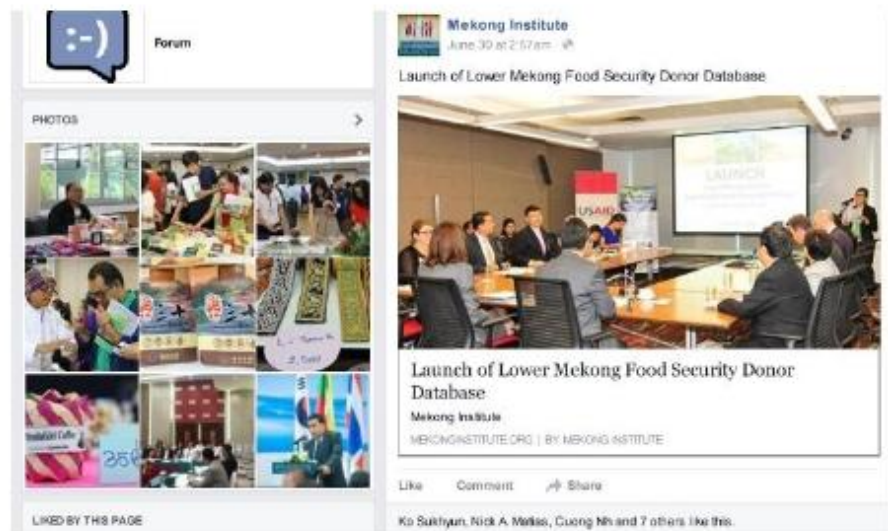 :-)
Forum
PHOTOS
350
LIKED BY THIS PAGE
Mekong Institute
June 30 at 2:57am
Launch of Lower Mekong Food Security Donor Database
USAID
LAUNCH
Launch of Lower Mekong Food Security Donor
Database
Mekong Institute
MEKONGINSTITUTE.ORG | BY MEKONG INSTITUTE
Like Comment Share
Ko Sukhyun, Nick A Matias, Cuong Nh and 7 others like this.